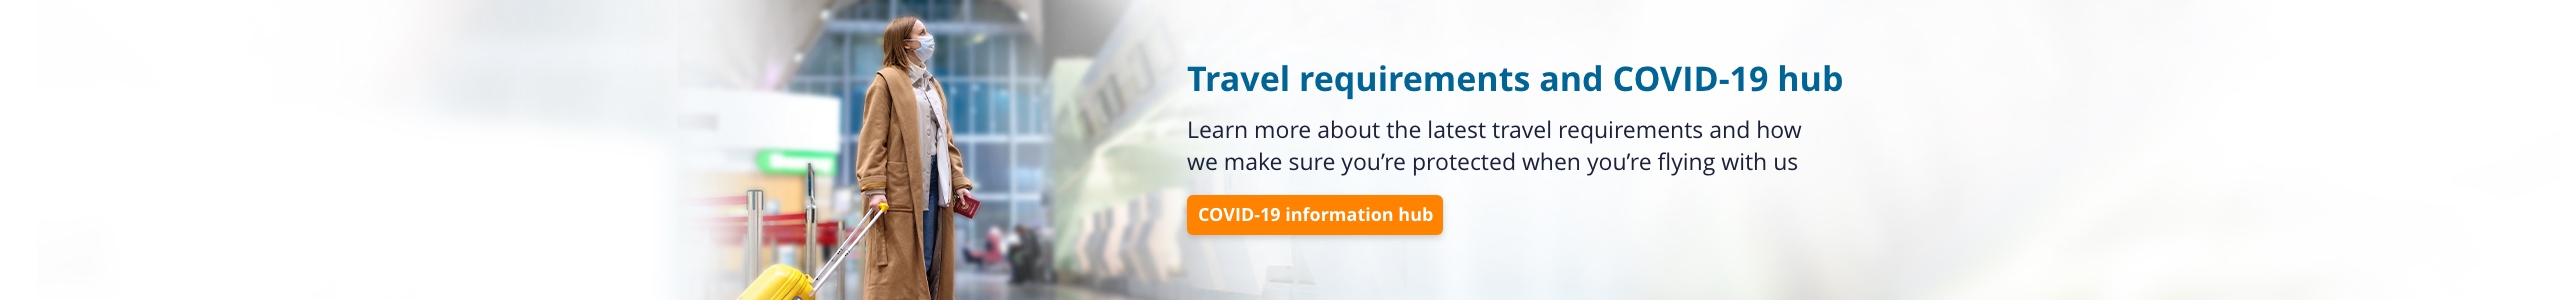 Travel requirements and COVID-19 hub
Learn more about the latest travel requirements and how
we make sure you’re protected when you’re flying with us
COVID-19 information hub